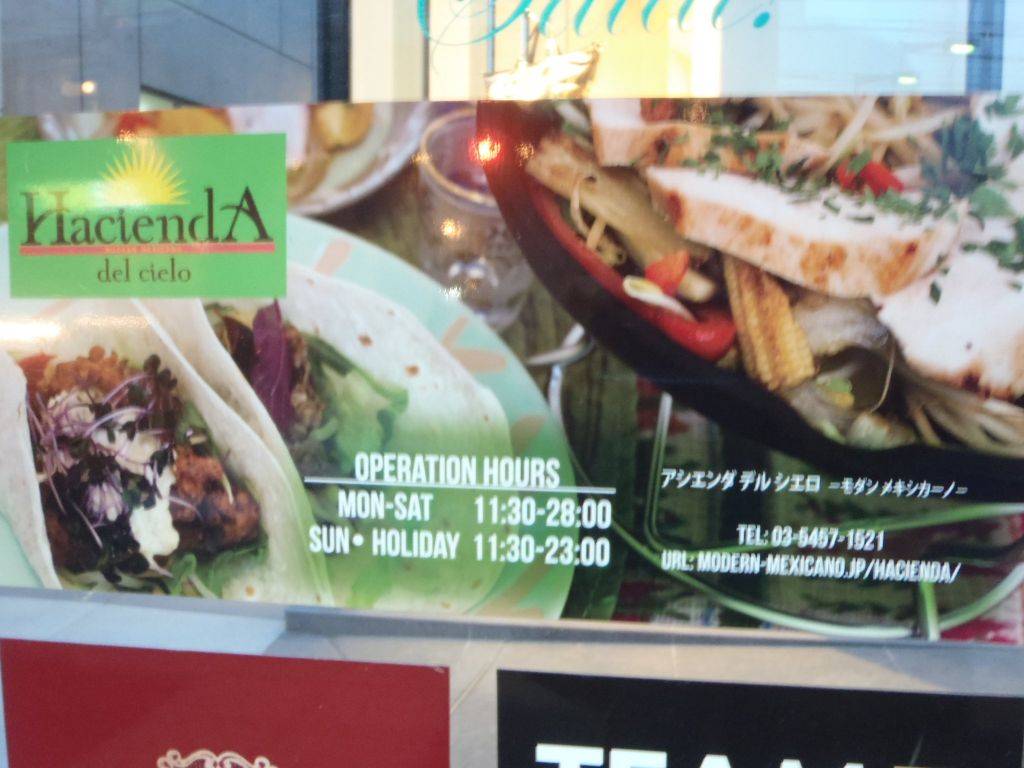 HaciendA
del cielo
OPERATION HOURS
MON-SAT 11:30-28:00
SUN• HOLIDAY 11:30-23:00
アシエンダ デル シエロ -モダン メキシカーノ-
TEL: 03-5457-1521
URL: MODERN-MEXICANO.JP/HACIENDA/